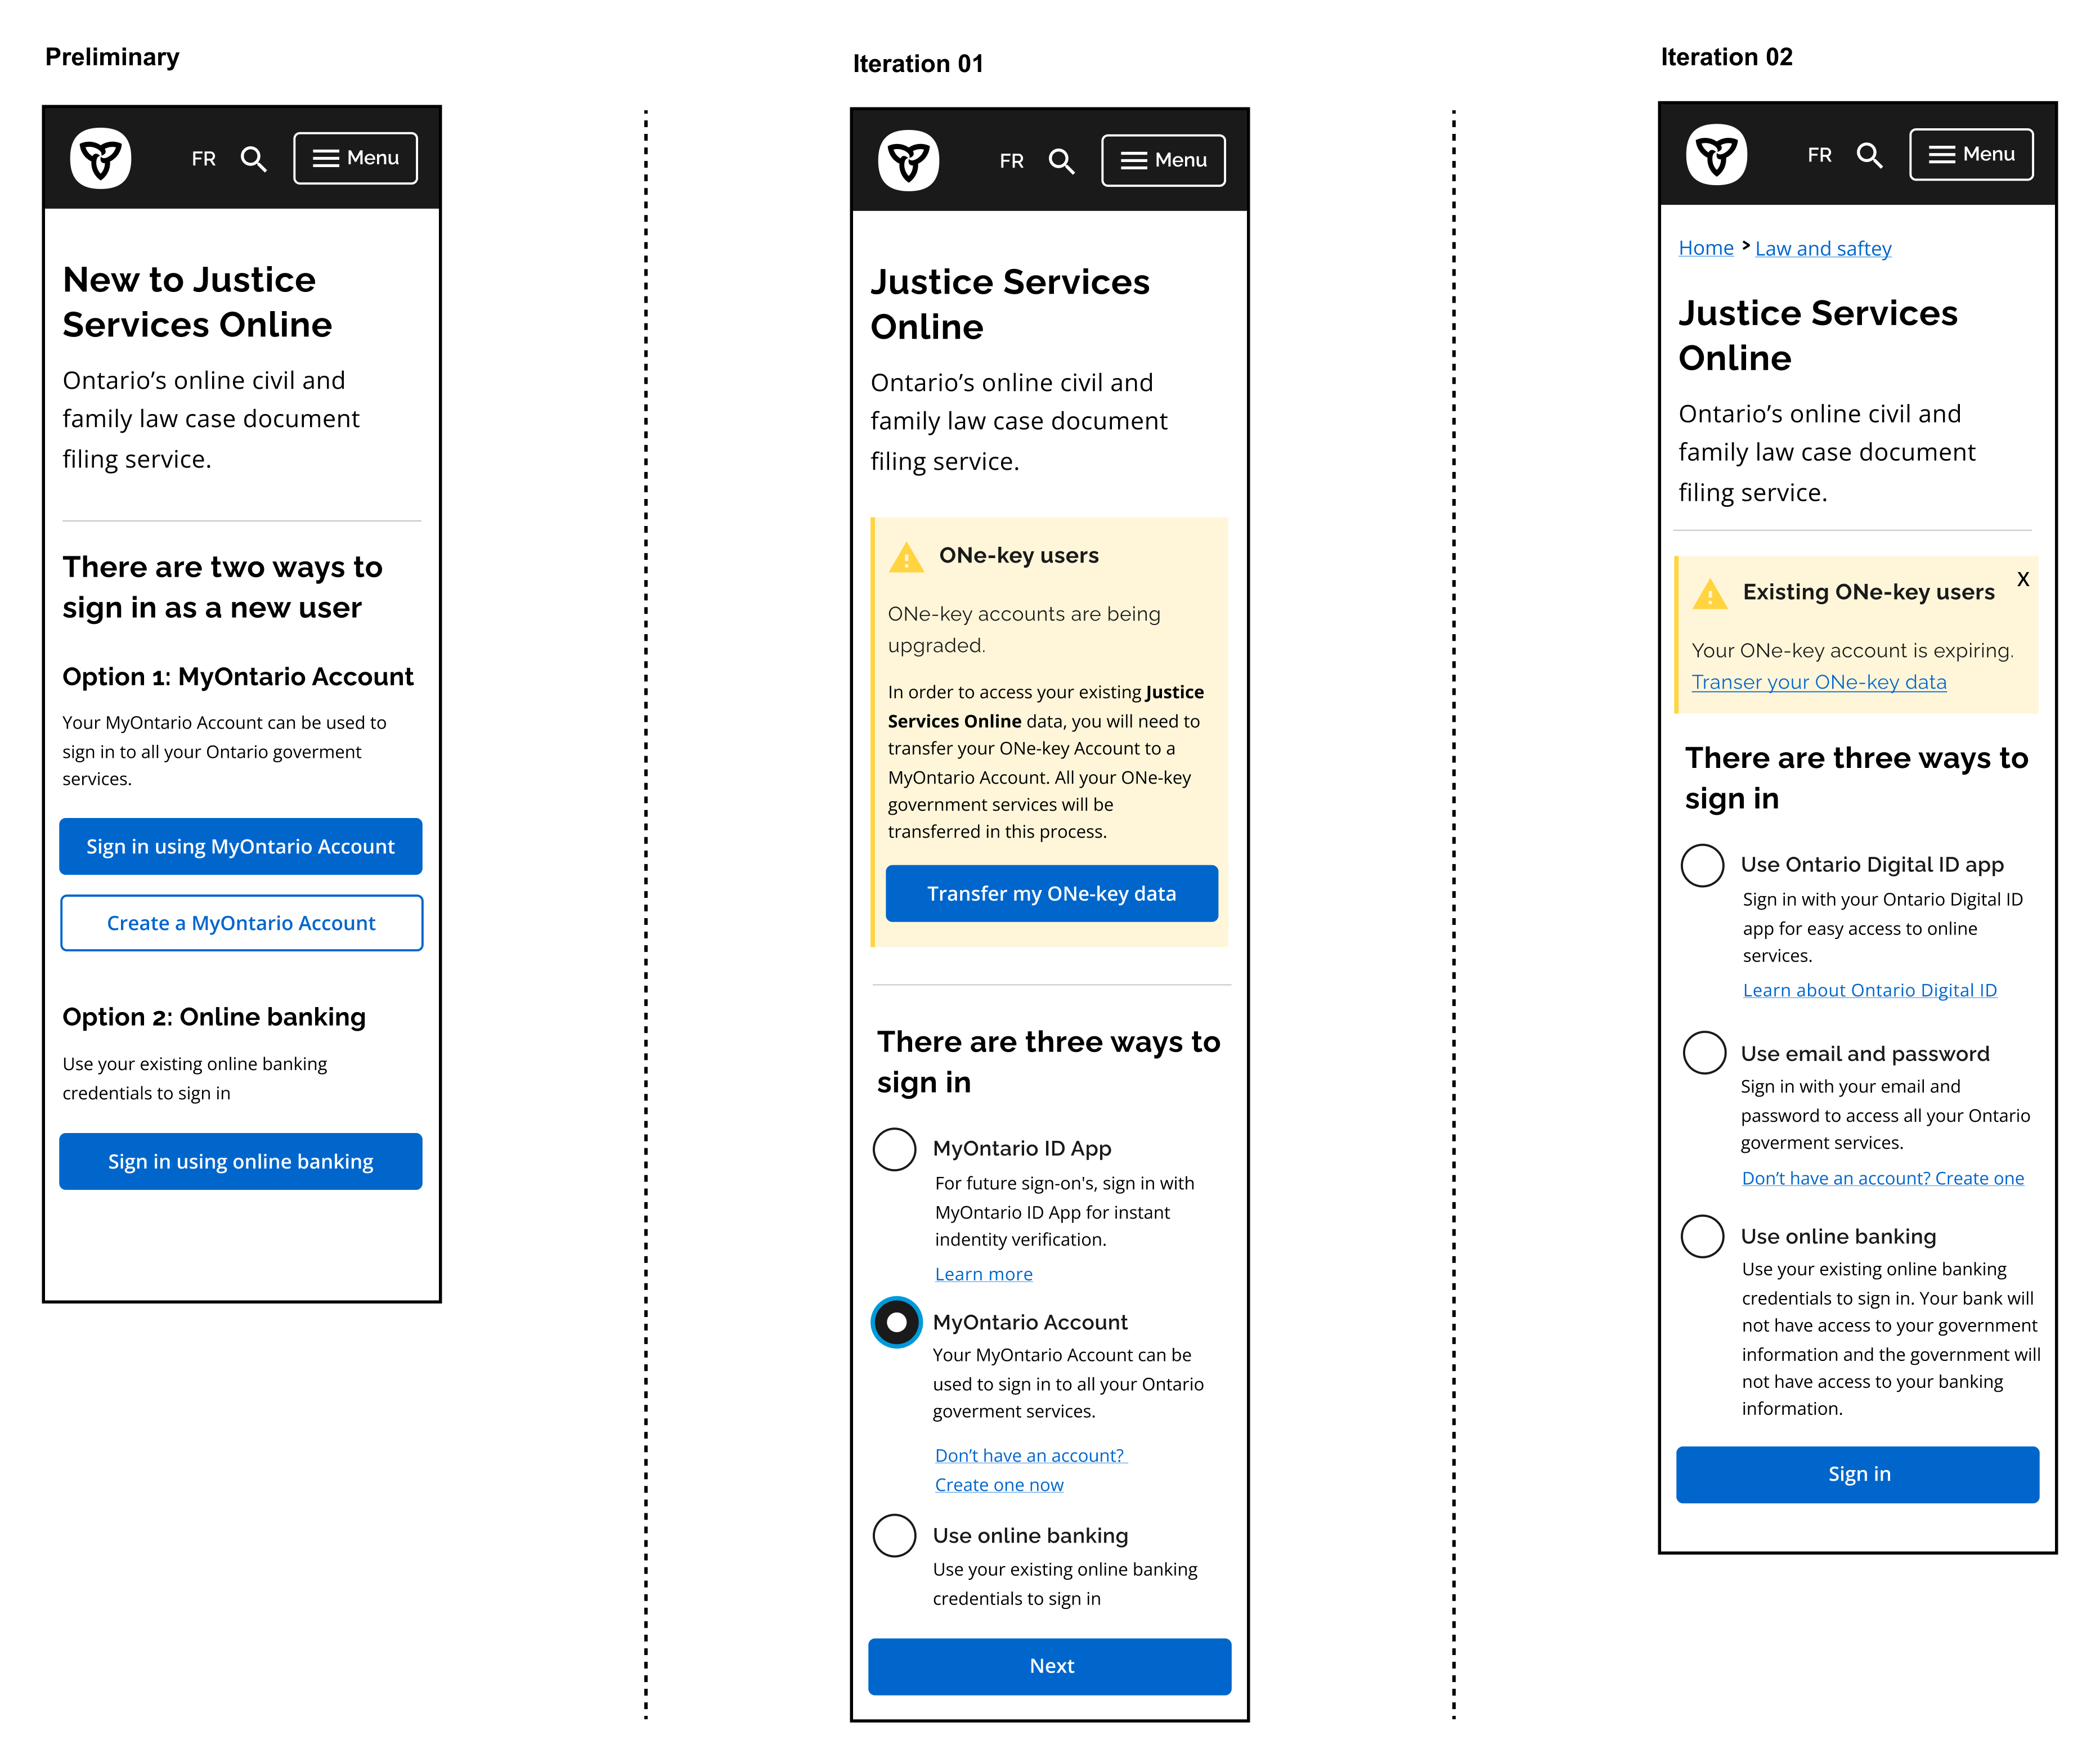 Preliminary
FR
Menu
New to Justice
Services Online
Ontario’s online civil and
family law case document
filing service.
There are two ways to
sign in as a new user
Option 1: MyOntario Account
Your MyOntario Account can be used to
sign in to all your Ontario goverment
services.
Sign in using MyOntario Account
Create a MyOntario Account
Option 2: Online banking
Use your existing online banking
credentials to sign in
Sign in using online banking
Iteration 01
FR
Menu
Justice Services
Online
Ontario’s online civil and
family law case document
filing service.
ONe-key users
ONe-key accounts are being
upgraded.
In order to access your existing Justice
Services Online data, you will need to
transfer your ONe-key Account to a
MyOntario Account. All your ONe-key
government services will be
transferred in this process.
Transfer my ONe-key data
There are three ways to
sign in
MyOntario ID App
For future sign-on's, sign in with
MyOntario ID App for instant
indentity verification.
Learn more
MyOntario Account
Your MyOntario Account can be
used to sign in to all your Ontario
goverment services.
Don’t have an account?
Create one now
Use online banking
Use your existing online banking
credentials to sign in
Next
Iteration 02
FR
Menu
Home > Law and saftey
Justice Services
Online
Ontario’s online civil and
family law case document
filing service.
Existing ONe-key users X
Your ONe-key account is expiring.
Transer your ONe-key data
There are three ways to
sign in
Use Ontario Digital ID app
Sign in with your Ontario Digital ID
app for easy access to online
services.
Learn about Ontario Digital ID
Use email and password
Sign in with your email and
password to access all your Ontario
goverment services.
Don’t have an account? Create one
Use online banking
Use your existing online banking
credentials to sign in. Your bank will
not have access to your government
information and the government will
not have access to your banking
information.
Sign in